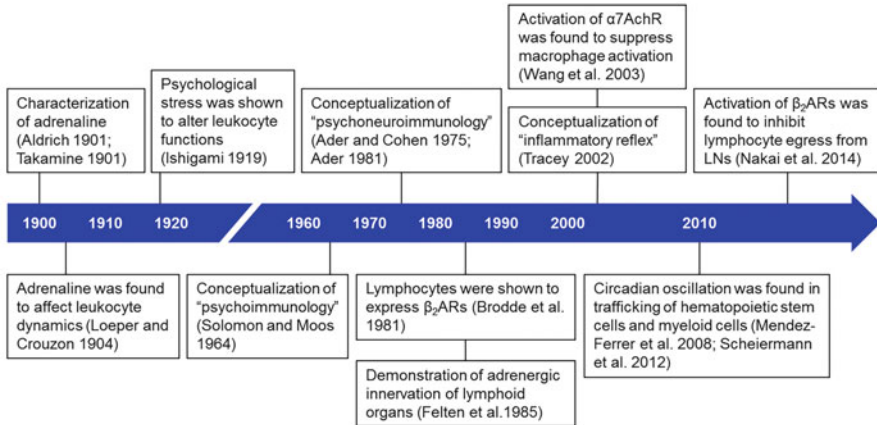 Characterization
of adrenaline
(Aldrich 1901;
Takamine 1901)
Psychological
stress was shown
to alter leukocyte
functions
(Ishigami 1919)
Conceptualization of
“psychoneuroimmunology”
(Ader and Cohen 1975;
Ader 1981)
Activation of α7AchR
was found to suppress
macrophage activation
(Wang et al. 2003)
Conceptualization of
“inflammatory reflex”
(Tracey 2002)
Activation of β₂ARs was
found to inhibit
lymphocyte egress from
LNs (Nakai et al. 2014)
1900 1910 1920 1960 1970 1980 1990 2000 2010
Adrenaline was found
to affect leukocyte
dynamics (Loeper and
Crouzon 1904)
Conceptualization of
“psychoimmunology”
(Solomon and Moos
1964)
Lymphocytes were shown to
express β₂ARs (Brodde et al.
1981)
Demonstration of adrenergic
innervation of lymphoid
organs (Felten et al.1985)
Circadian oscillation was found in
trafficking of hematopoietic stem
cells and myeloid cells (Mendez-
Ferrer et al. 2008; Scheiermann
et al. 2012)